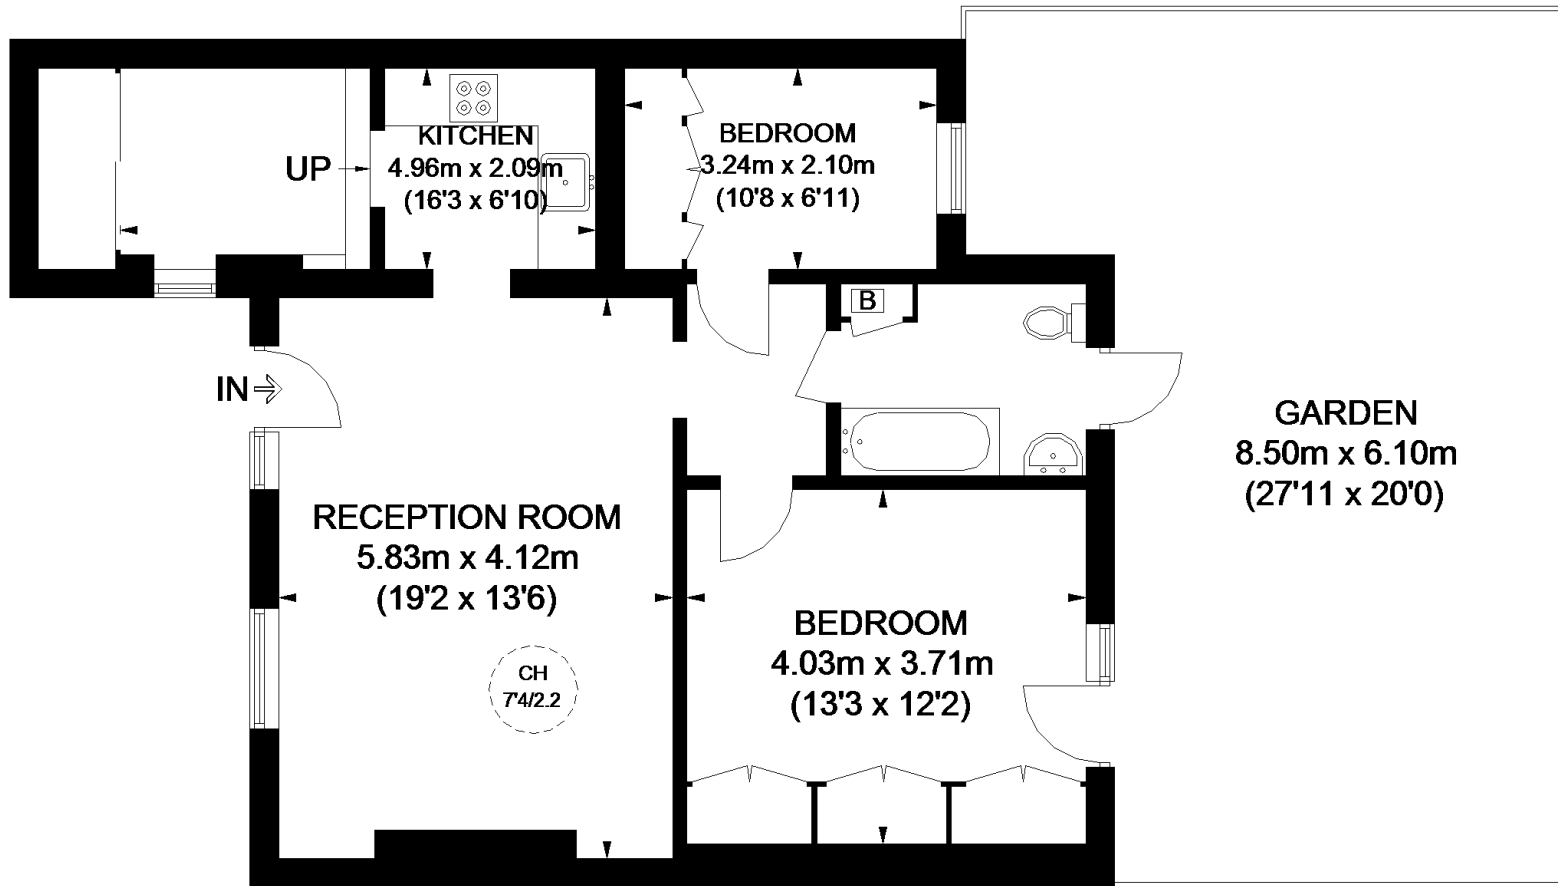 UP
KITCHEN
4.96m x 2.09m
(16'3 x 6'10)
BEDROOM
3.24m x 2.10m
(10'8 x 6'11)
B
IN
GARDEN
8.50m x 6.10m
(27'11 x 20'0)
RECEPTION ROOM
5.83m x 4.12m
(19'2 x 13'6)
CH
7'4/2.2
BEDROOM
4.03m x 3.71m
(13'3 x 12'2)